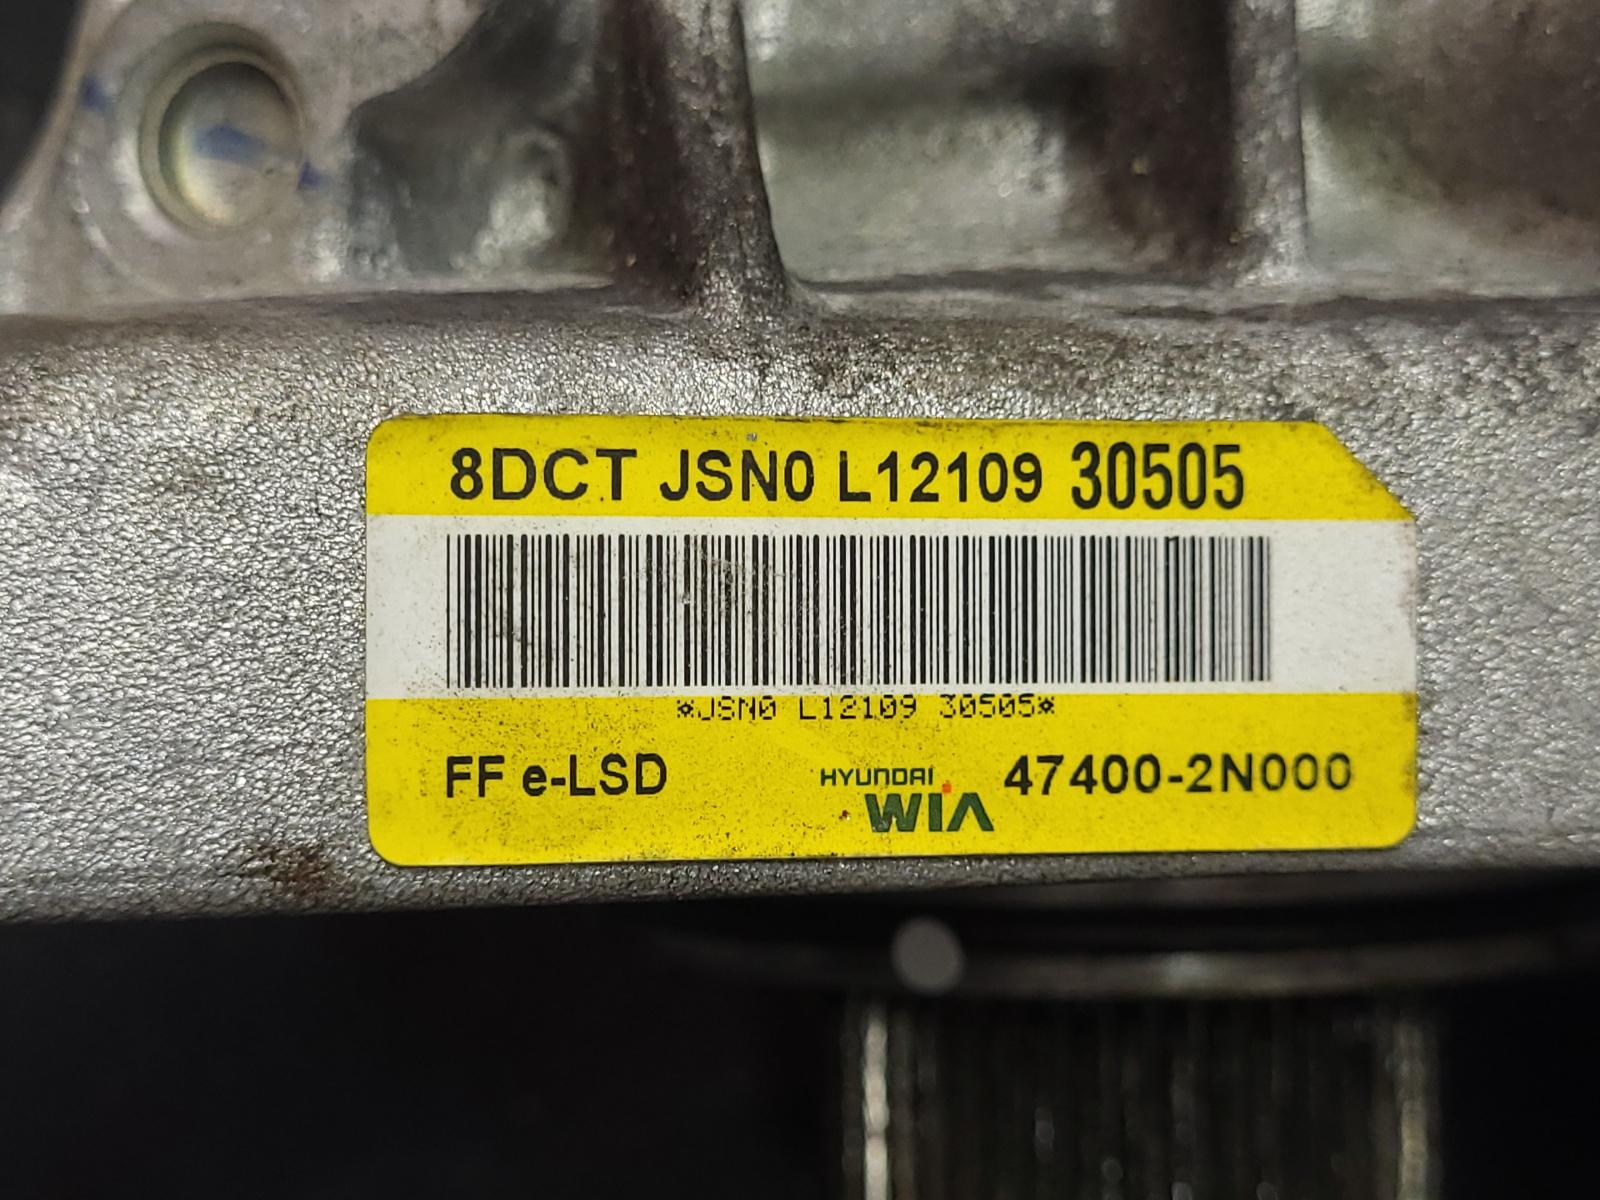 8DCT JSN0 L12109 30505
*JSN0 L12109 30505*
FF e-LSD HYUNDAI WIA 47400-2N000